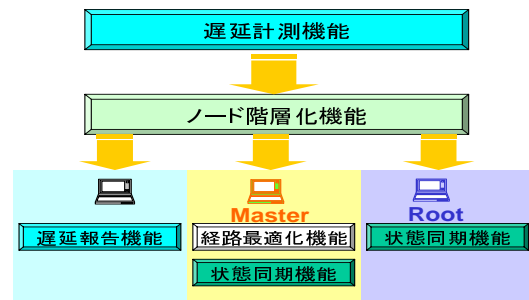 遅延計測機能
ノード階層化機能
Master
Root
遅延報告機能
経路最適化機能
状態同期機能
状態同期機能